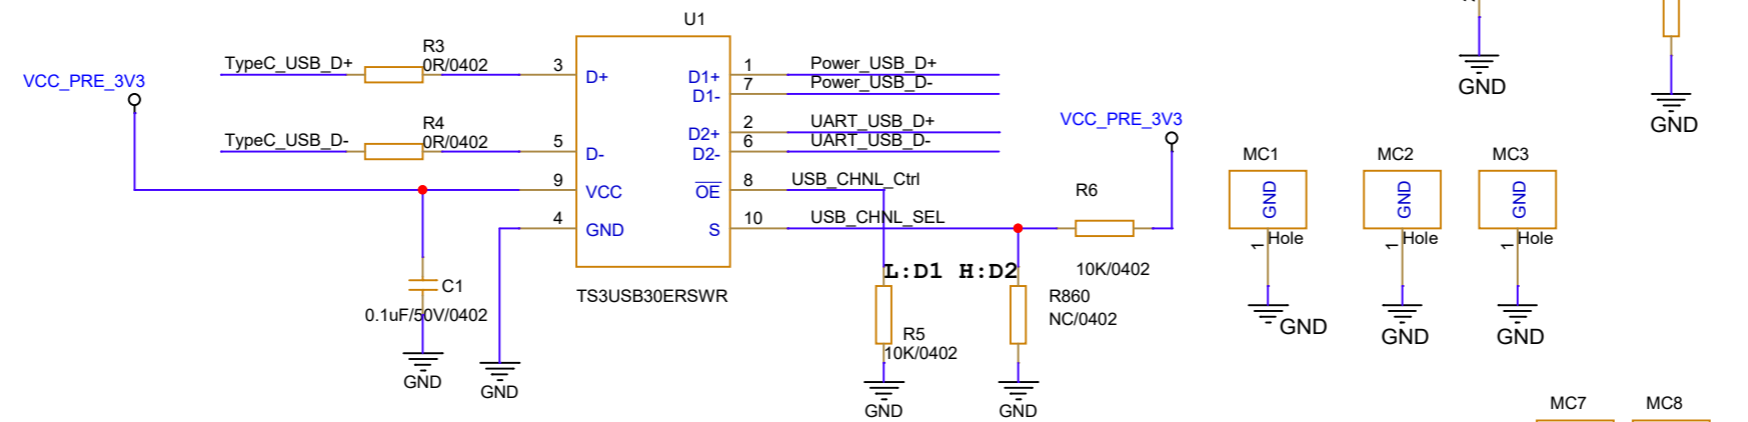 U1
GND
GND
VCC_PRE_3V3
TypeC_USB_D+
R3
0R/0402
3
D+
D1+
1
Power_USB_D+
D1-
7
Power_USB_D-
TypeC_USB_D-
R4
0R/0402
5
D-
D2+
2
UART_USB_D+
D2-
6
UART_USB_D-
VCC_PRE_3V3
9
VCC
OE
8
USB_CHNL_Ctrl
4
GND
S
10
USB_CHNL_SEL
R6
10K/0402
L:D1 H:D2
C1
0.1uF/50V/0402
GND
GND
TS3USB30ERSWR
R5
10K/0402
GND
R860
NC/0402
GND
MC1
GND
1
Hole
GND
MC2
GND
1
Hole
GND
MC3
GND
1
Hole
GND
MC7
MC8